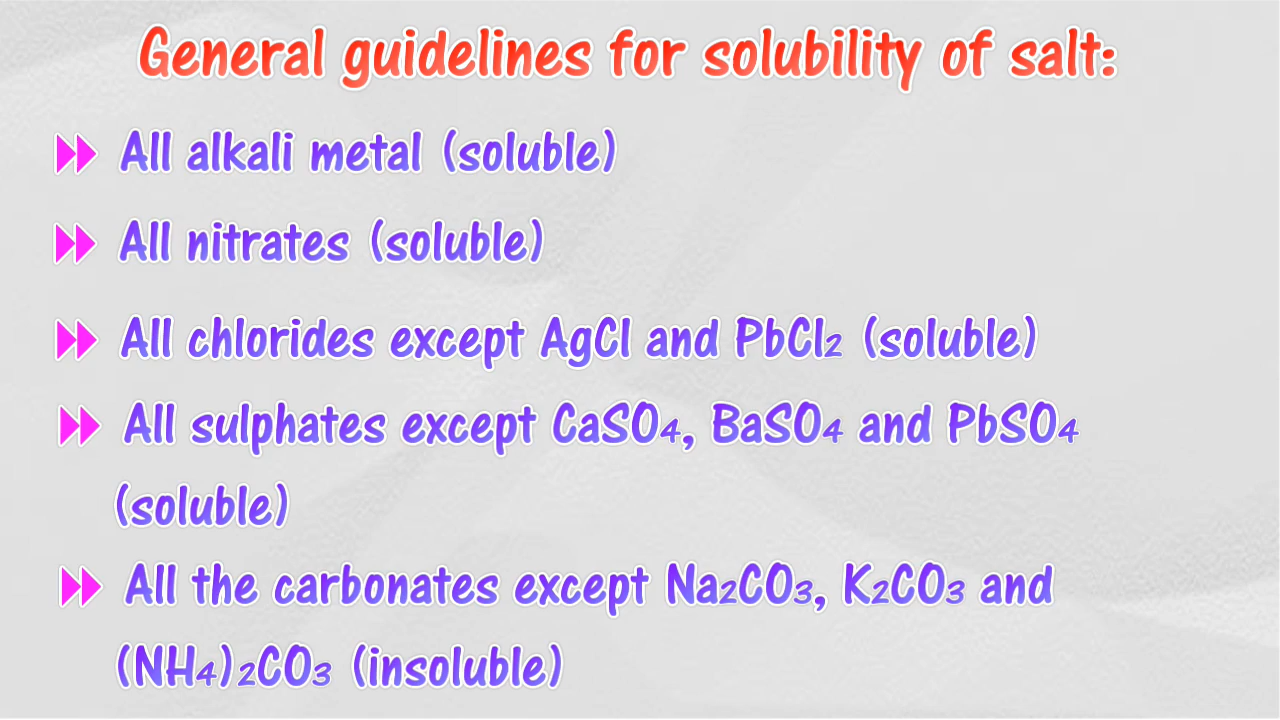 General guidelines for solubility of salt:
All alkali metal (soluble)
All nitrates (soluble)
All chlorides except AgCl and PbCl₂ (soluble)
All sulphates except CaSO₄, BaSO₄ and PbSO₄
(soluble)
All the carbonates except Na₂CO₃, K₂CO₃ and
(NH₄)₂CO₃ (insoluble)